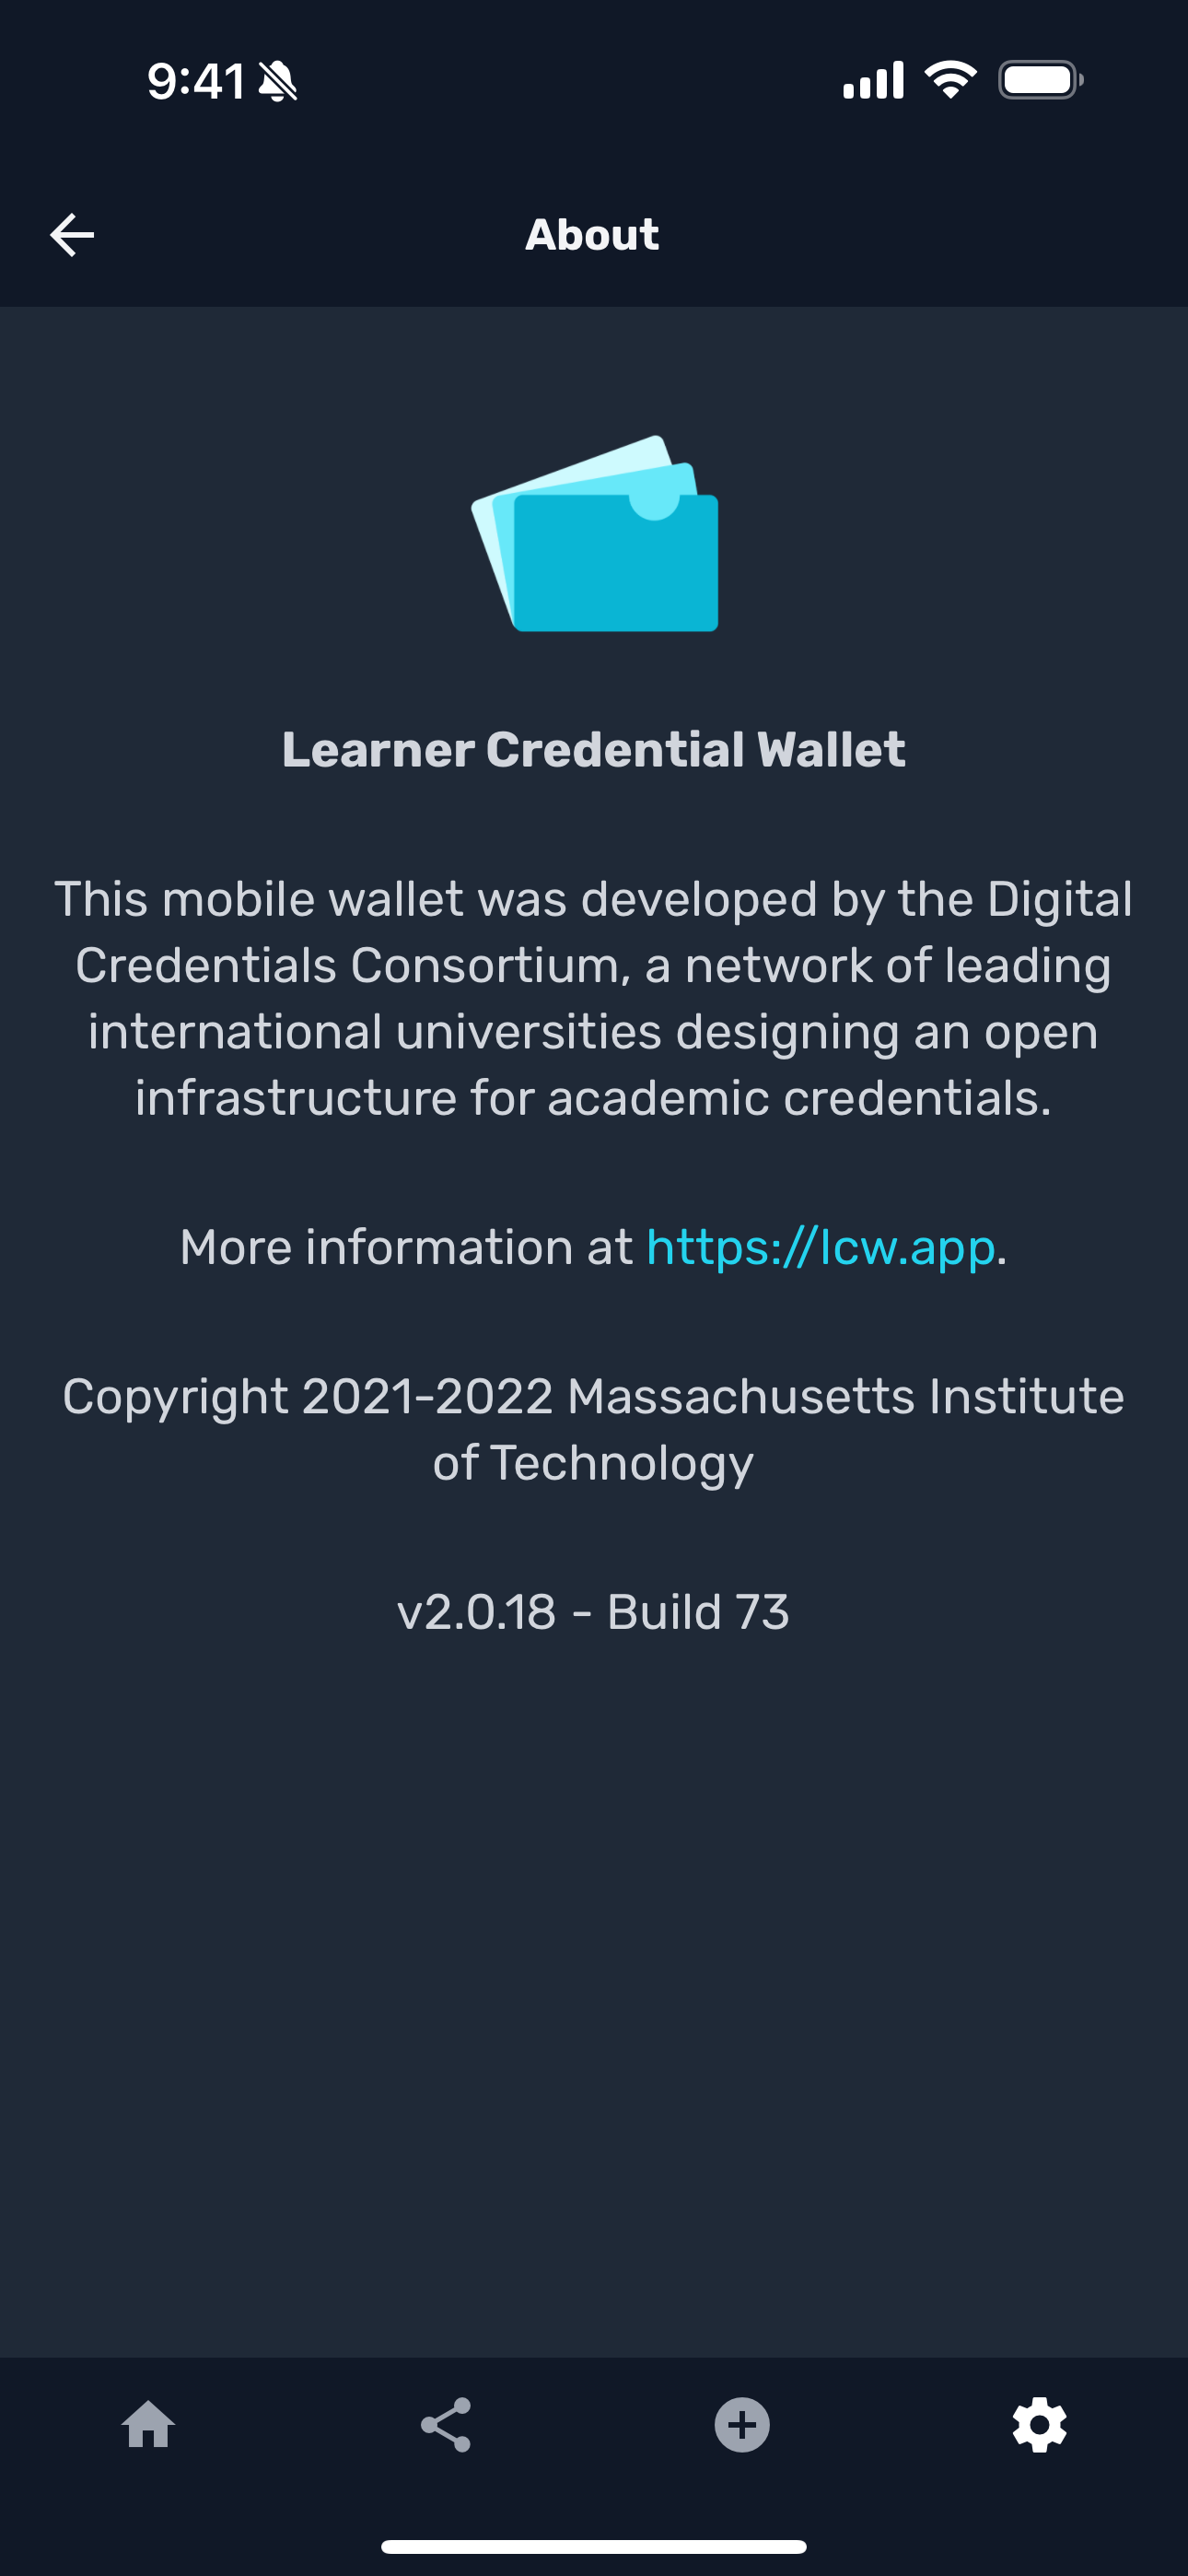 9:41
About
Learner Credential Wallet
This mobile wallet was developed by the Digital
Credentials Consortium, a network of leading
international universities designing an open
infrastructure for academic credentials.
More information at https://lcw.app.
Copyright 2021-2022 Massachusetts Institute
of Technology
v2.0.18 - Build 73